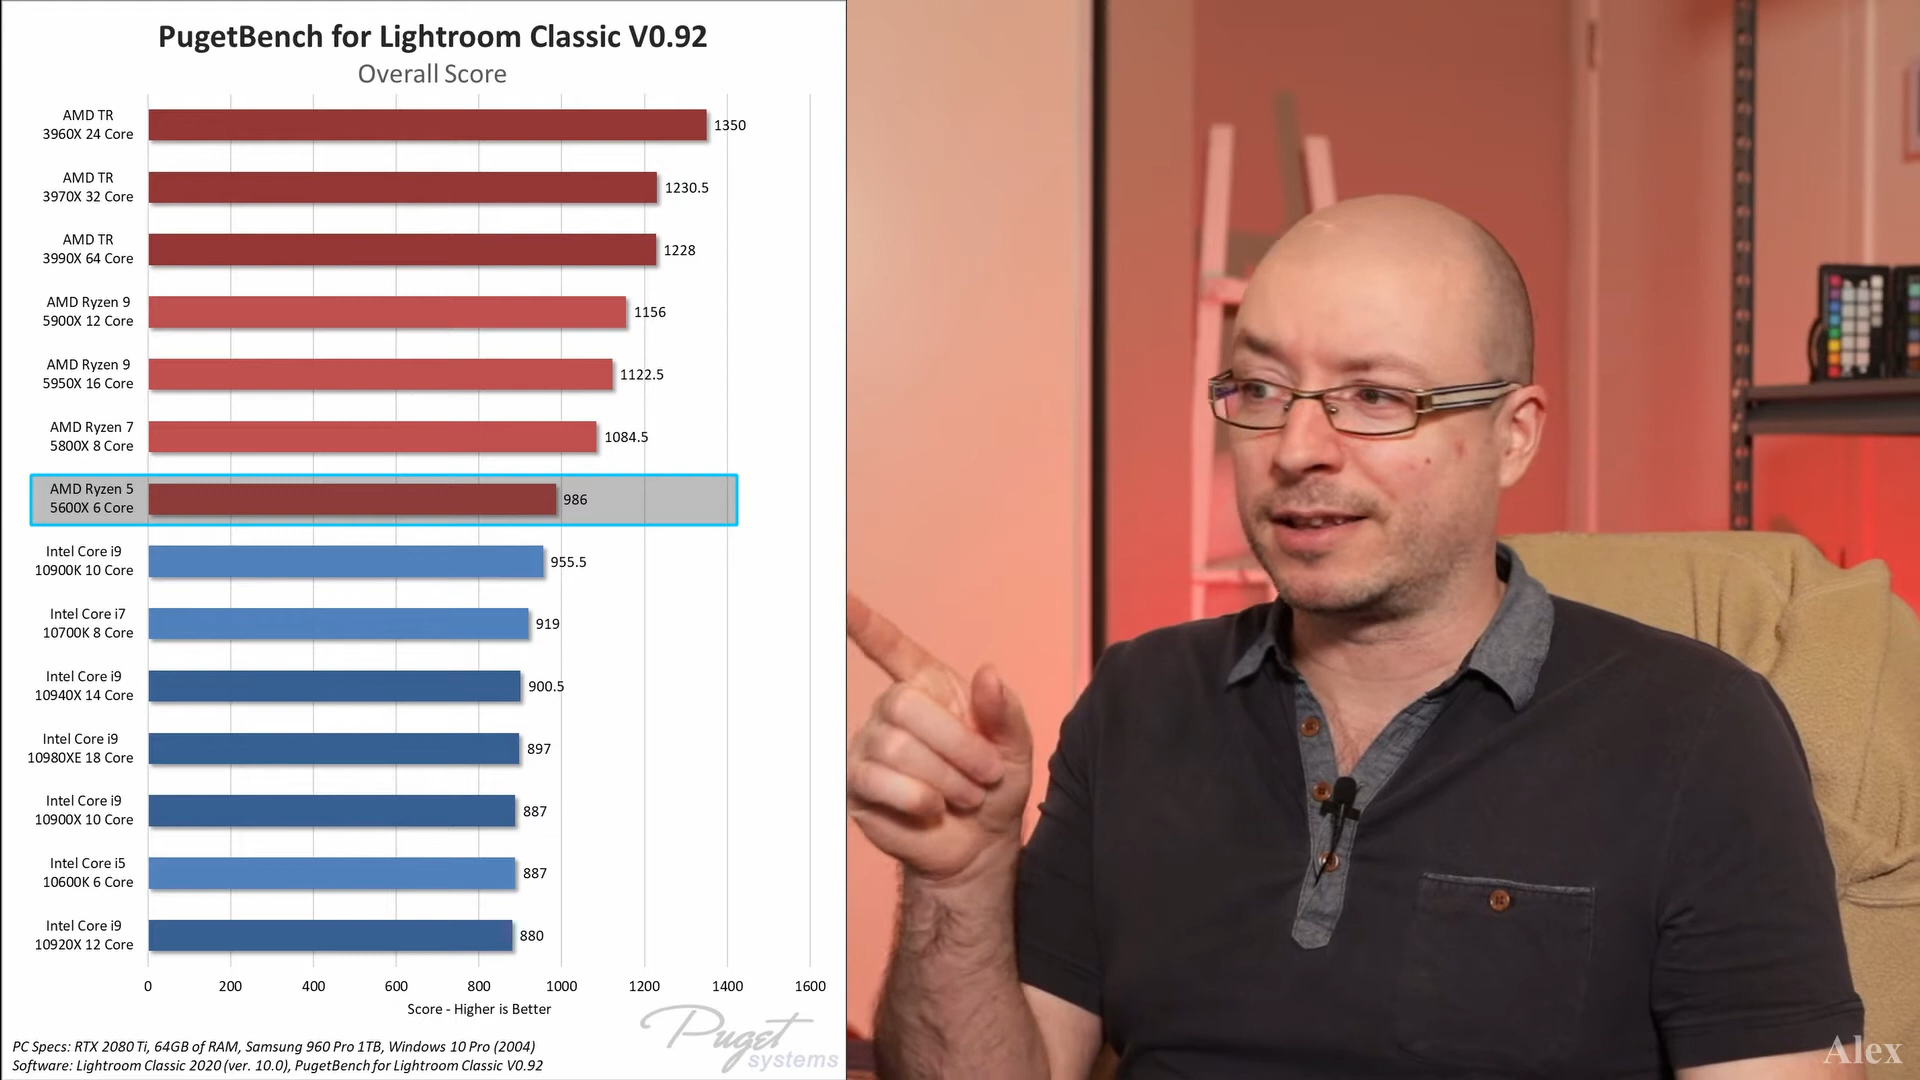 PugetBench for Lightroom Classic V0.92
Overall Score
AMD TR
3960X 24 Core
1350
AMD TR
3970X 32 Core
1230.5
AMD TR
3990X 64 Core
1228
AMD Ryzen 9
5900X 12 Core
1156
AMD Ryzen 9
5950X 16 Core
1122.5
AMD Ryzen 7
5800X 8 Core
1084.5
AMD Ryzen 5
5600X 6 Core
986
Intel Core i9
10900K 10 Core
955.5
Intel Core i7
10700K 8 Core
919
Intel Core i9
10940X 14 Core
900.5
Intel Core i9
10980XE 18 Core
897
Intel Core i9
10900X 10 Core
887
Intel Core i5
10600K 6 Core
887
Intel Core i9
10920X 12 Core
880
0 200 400 600 800 1000 1200 1400 1600
Score - Higher is Better
Puget
systems
PC Specs: RTX 2080 Ti, 64GB of RAM, Samsung 960 Pro 1TB, Windows 10 Pro (2004)
Software: Lightroom Classic 2020 (ver. 10.0), PugetBench for Lightroom Classic V0.92
Alex